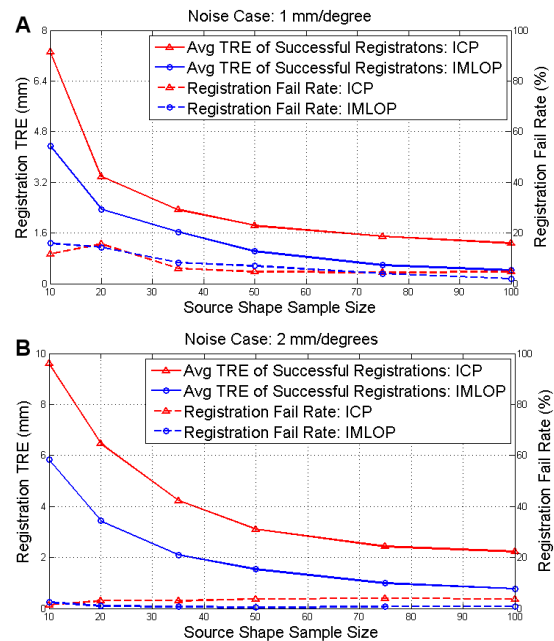 A
Noise Case: 1 mm/degree
Avg TRE of Successful Registratons: ICP
Avg TRE of Successful Registratons: IMLOP
Registration Fail Rate: ICP
Registration Fail Rate: IMLOP
Registration TRE (mm)
8
6.4
4.8
3.2
1.6
0
Registration Fail Rate (%)
100
80
60
40
20
0
10 20 30 40 50 60 70 80 90 100
Source Shape Sample Size
B
Noise Case: 2 mm/degrees
Avg TRE of Successful Registrations: ICP
Avg TRE of Successful Registrations: IMLOP
Registration Fail Rate: ICP
Registration Fail Rate: IMLOP
Registration TRE (mm)
10
8
6
4
2
0
Registration Fail Rate (%)
100
80
60
40
20
0
10 20 30 40 50 60 70 80 90 100
Source Shape Sample Size